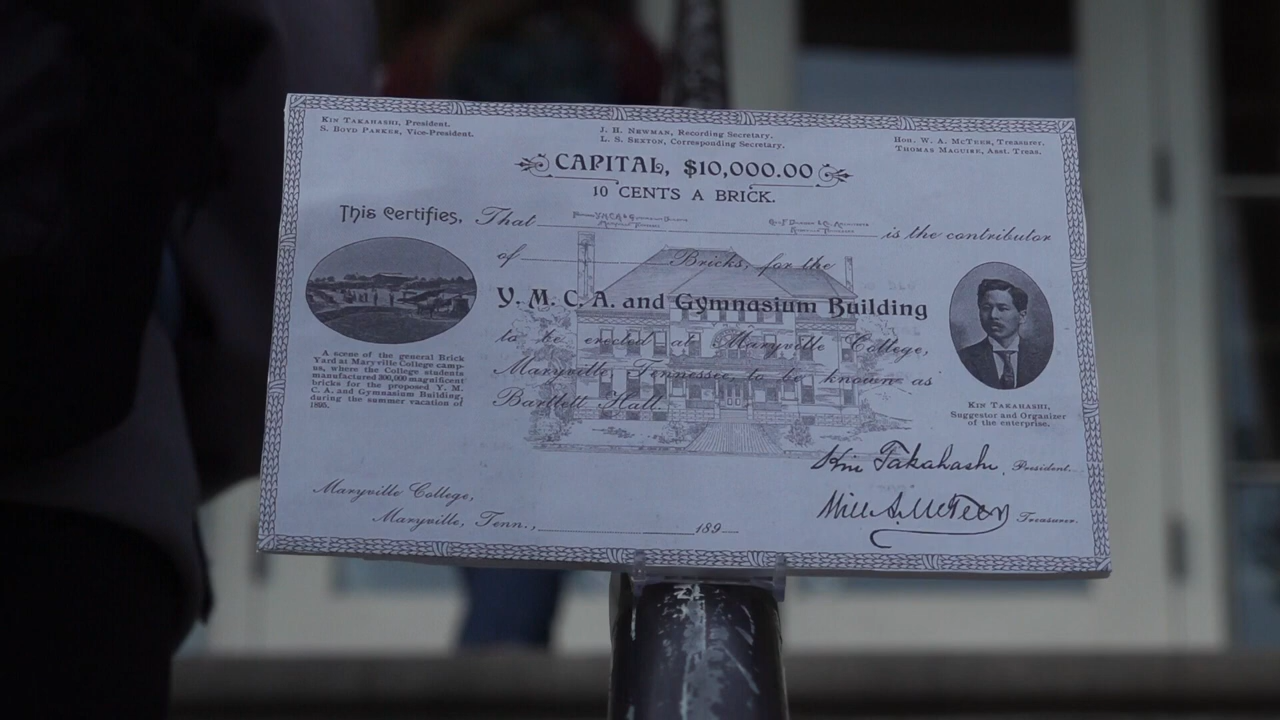 Kin Takahashi, President.
S. Boyd Parker, Vice-President.
J. H. Newman, Recording Secretary.
L. S. Sexton, Corresponding Secretary.
Hon. W. A. McTeer, Treasurer.
Thomas Maguire, Asst. Treas.
CAPITAL, $10,000.00
10 CENTS A BRICK.
This Certifies, That is the contributor
of Bricks, for the
Y. M. C. A. and Gymnasium Building
to be erected at Maryville College,
Maryville, Tennessee, to be known as
Bartlett Hall.
A scene of the general Brick
Yard at Maryville College camp-
us, where the College students
manufactured 300,000 magnificent
bricks for the proposed Y. M.
C. A. and Gymnasium Building,
during the summer vacation of
1895.
Kin Takahashi,
Suggestor and Organizer
of the enterprise.
Kin Takahashi, President.
Will A. McTeer Treasurer.
Maryville College,
Maryville, Tenn., 189